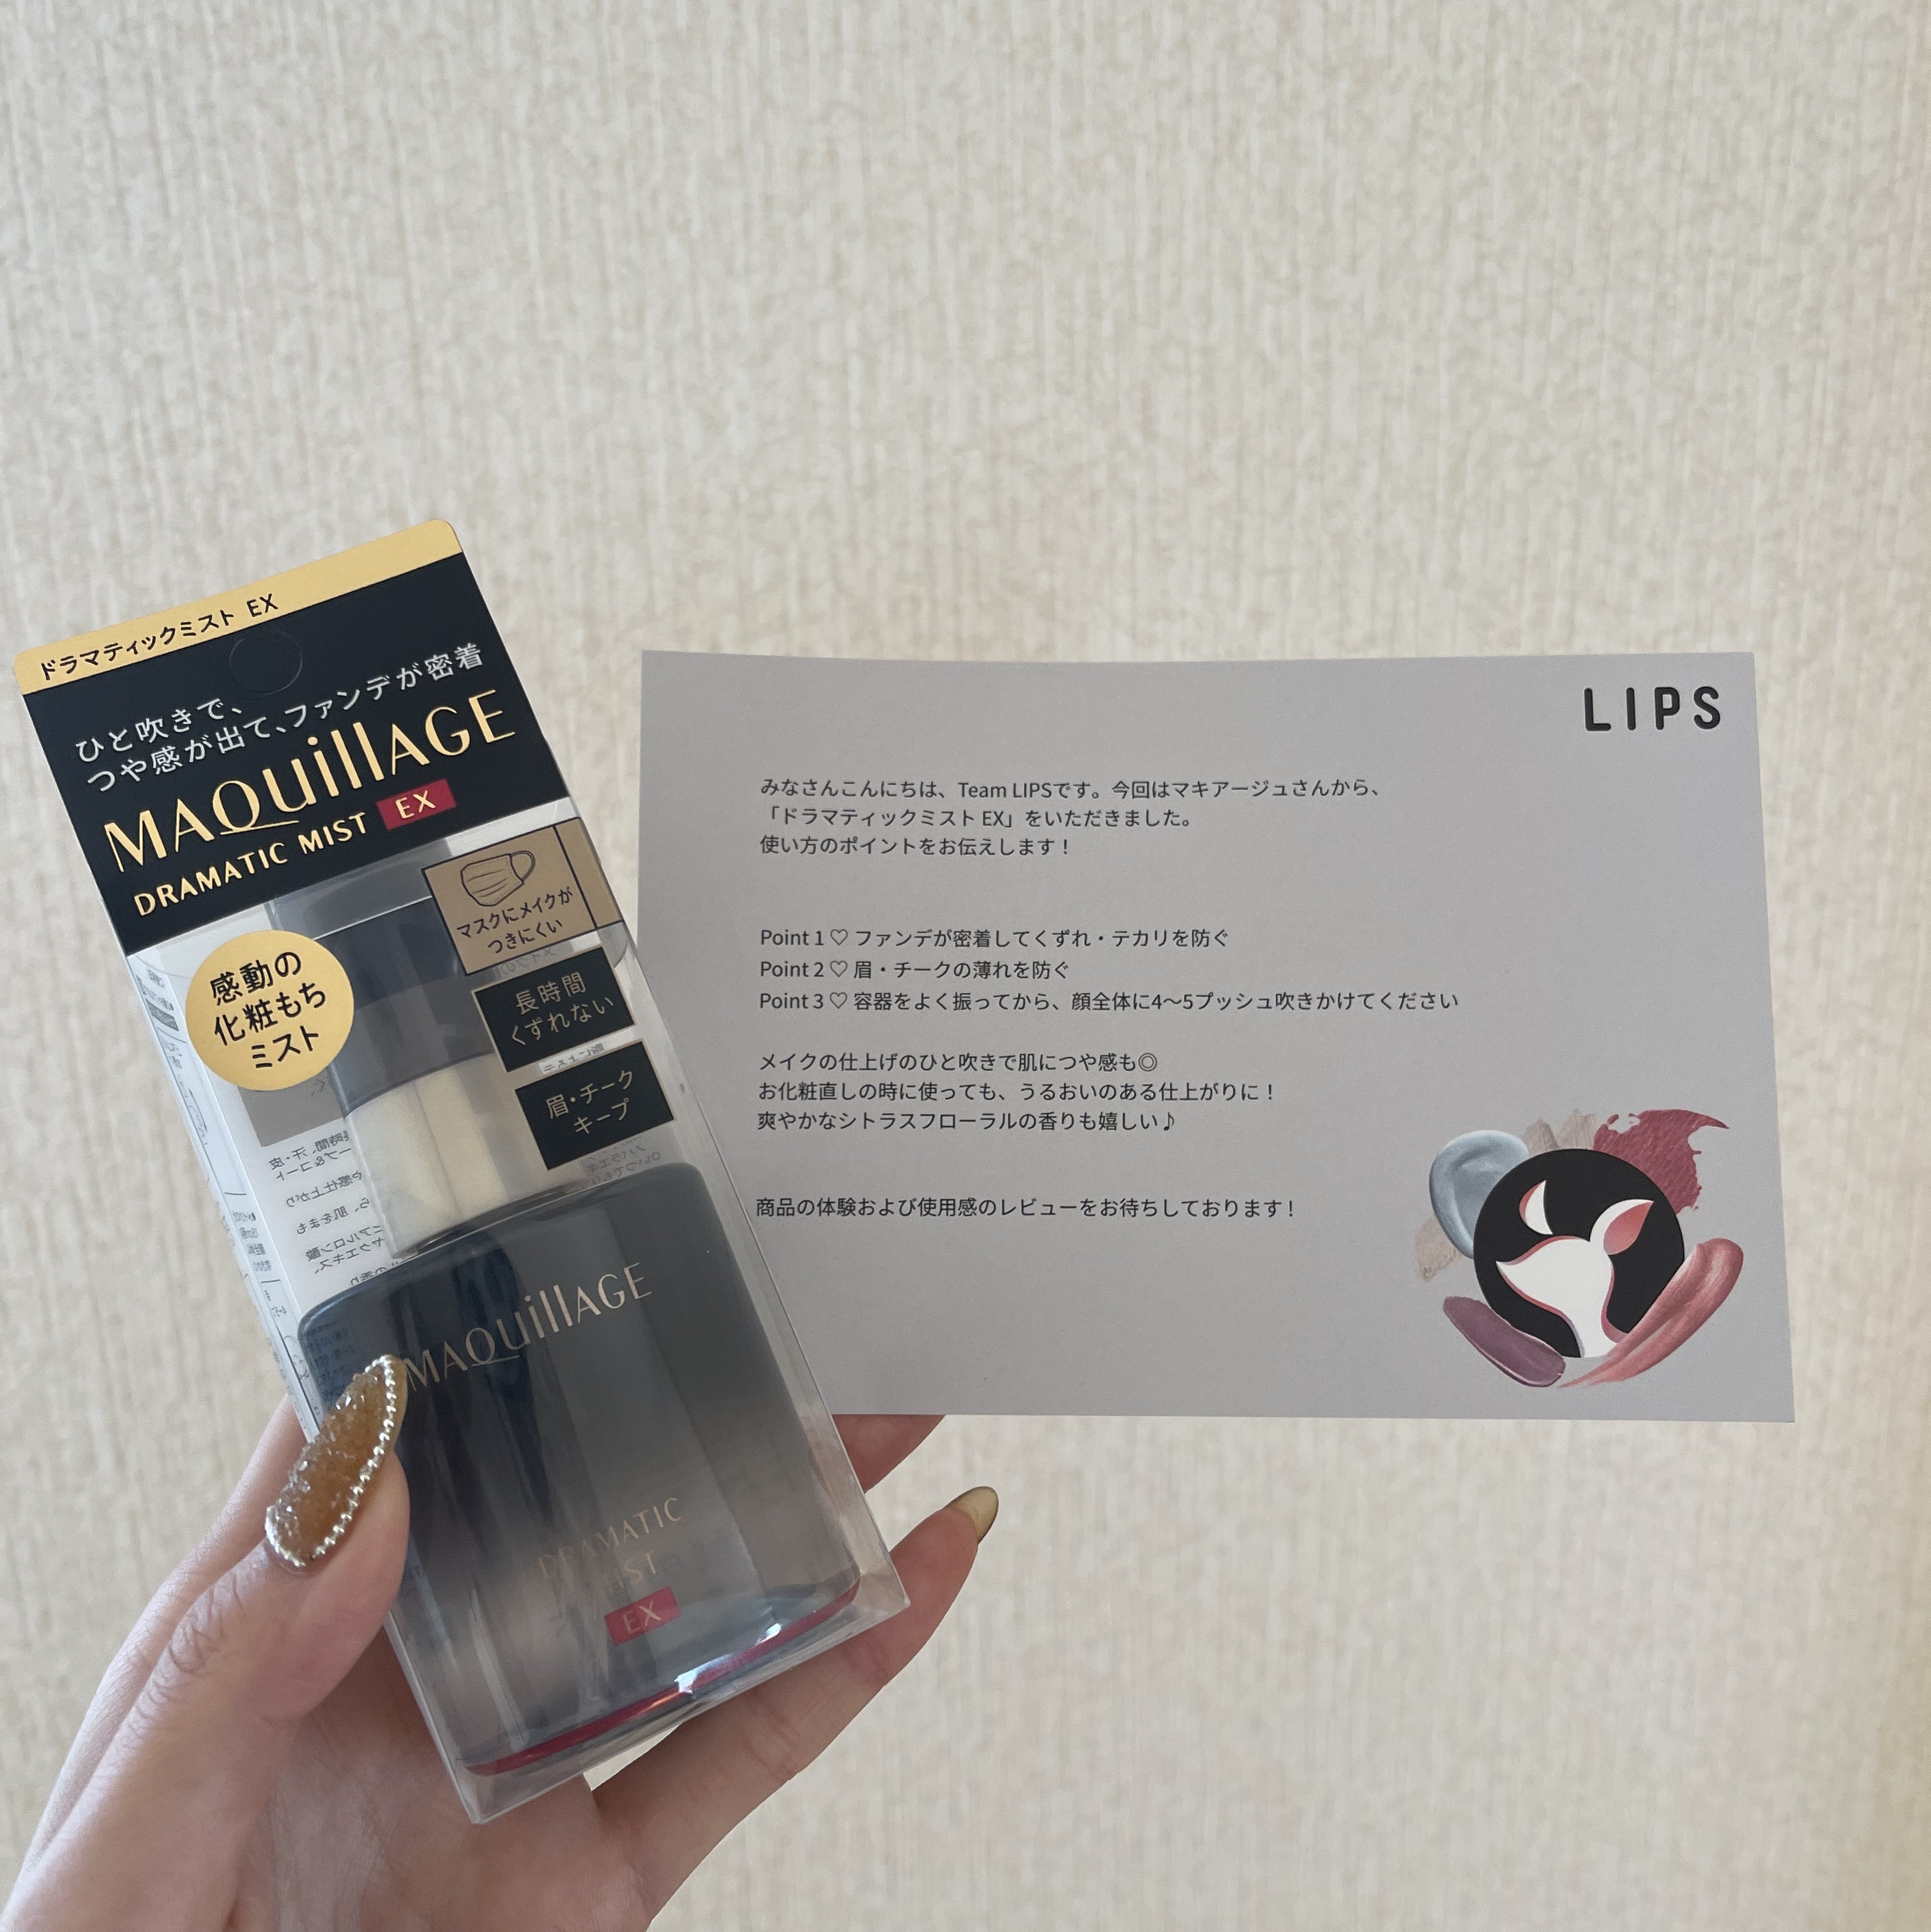 ドラマティックミスト EX
ひと吹きで、
つや感が出て、ファンデが密着
MAQuillAGE
DRAMATIC MIST EX
マスクにメイクが
つきにくい
感動の
化粧もち
ミスト
長時間
くずれない
眉・チーク
キープ
MAQuillAGE
DRAMATIC
MIST
EX
LIPS
みなさんこんにちは、Team LIPSです。今回はマキアージュさんから、
「ドラマティックミスト EX」をいただきました。
使い方のポイントをお伝えします！
Point 1 ♡ ファンデが密着してくずれ・テカリを防ぐ
Point 2 ♡ 眉・チークの薄れを防ぐ
Point 3 ♡ 容器をよく振ってから、顔全体に4〜5プッシュ吹きかけてください
メイクの仕上げのひと吹きで肌につや感も◎
お化粧直しの時に使っても、うるおいのある仕上がりに！
爽やかなシトラスフローラルの香りも嬉しい♪
商品の体験および使用感のレビューをお待ちしております！